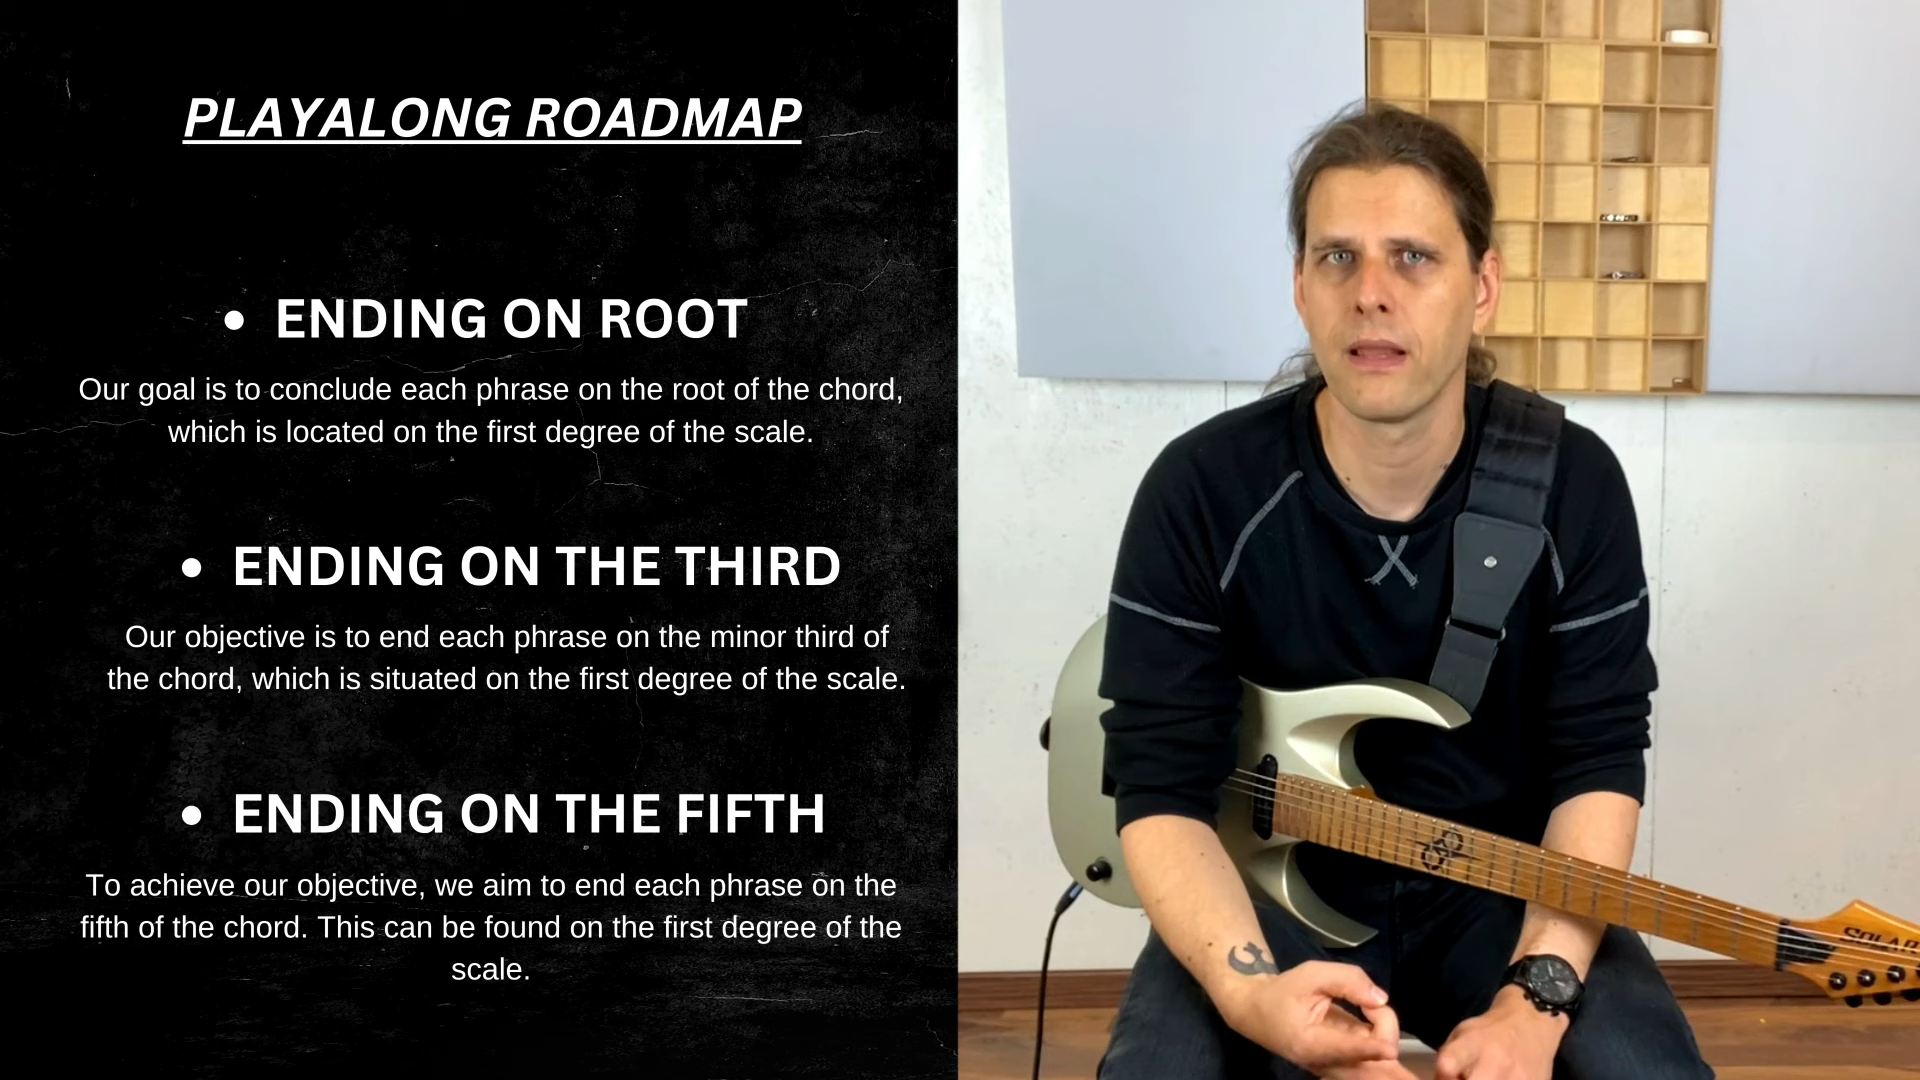 PLAYALONG ROADMAP
• ENDING ON ROOT
Our goal is to conclude each phrase on the root of the chord,
which is located on the first degree of the scale.
• ENDING ON THE THIRD
Our objective is to end each phrase on the minor third of
the chord, which is situated on the first degree of the scale.
• ENDING ON THE FIFTH
To achieve our objective, we aim to end each phrase on the
fifth of the chord. This can be found on the first degree of the
scale.